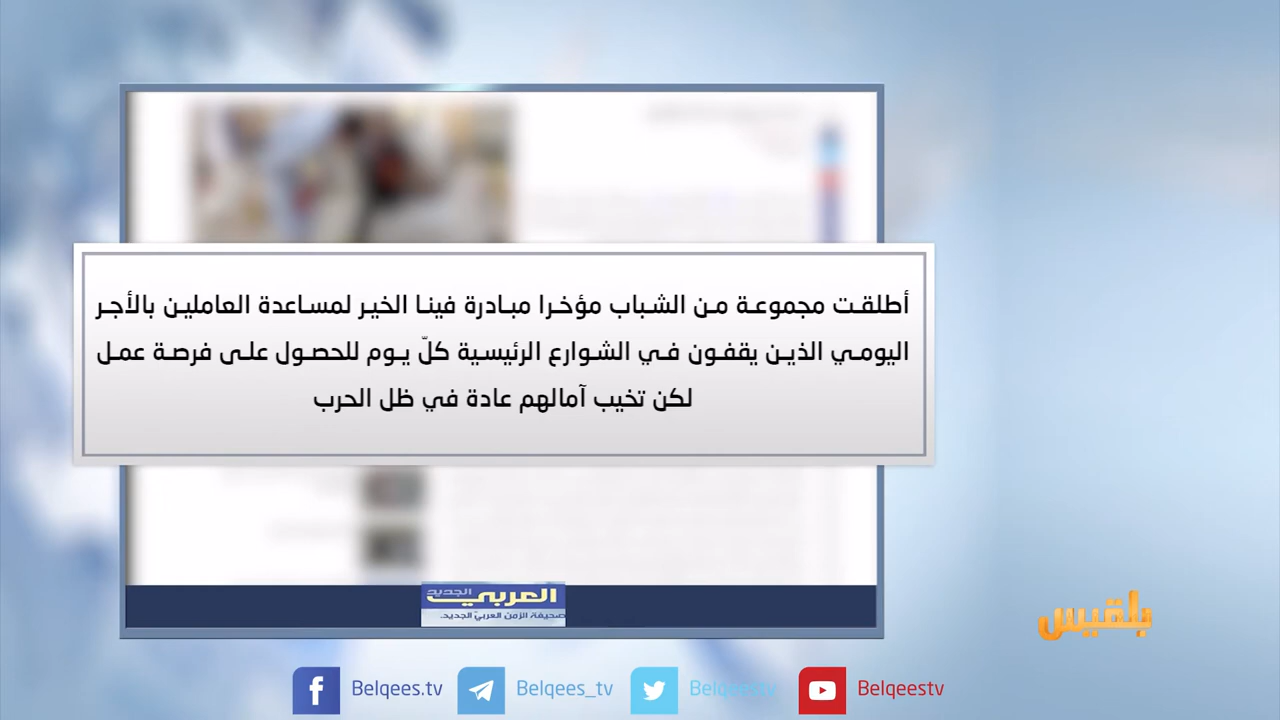 أطلقت مجموعة من الشباب مؤخرا مبادرة فينا الخير لمساعدة العاملين بالأجر
اليومي الذين يقفون في الشوارع الرئيسية كلّ يوم للحصول على فرصة عمل
لكن تخيب آمالهم عادة في ظل الحرب
العربي الجديد
صحيفة الزمن العربيّ الجديد.
بلقيس
Belqees.tv
Belqees_tv
Belqeestv
Belqeestv